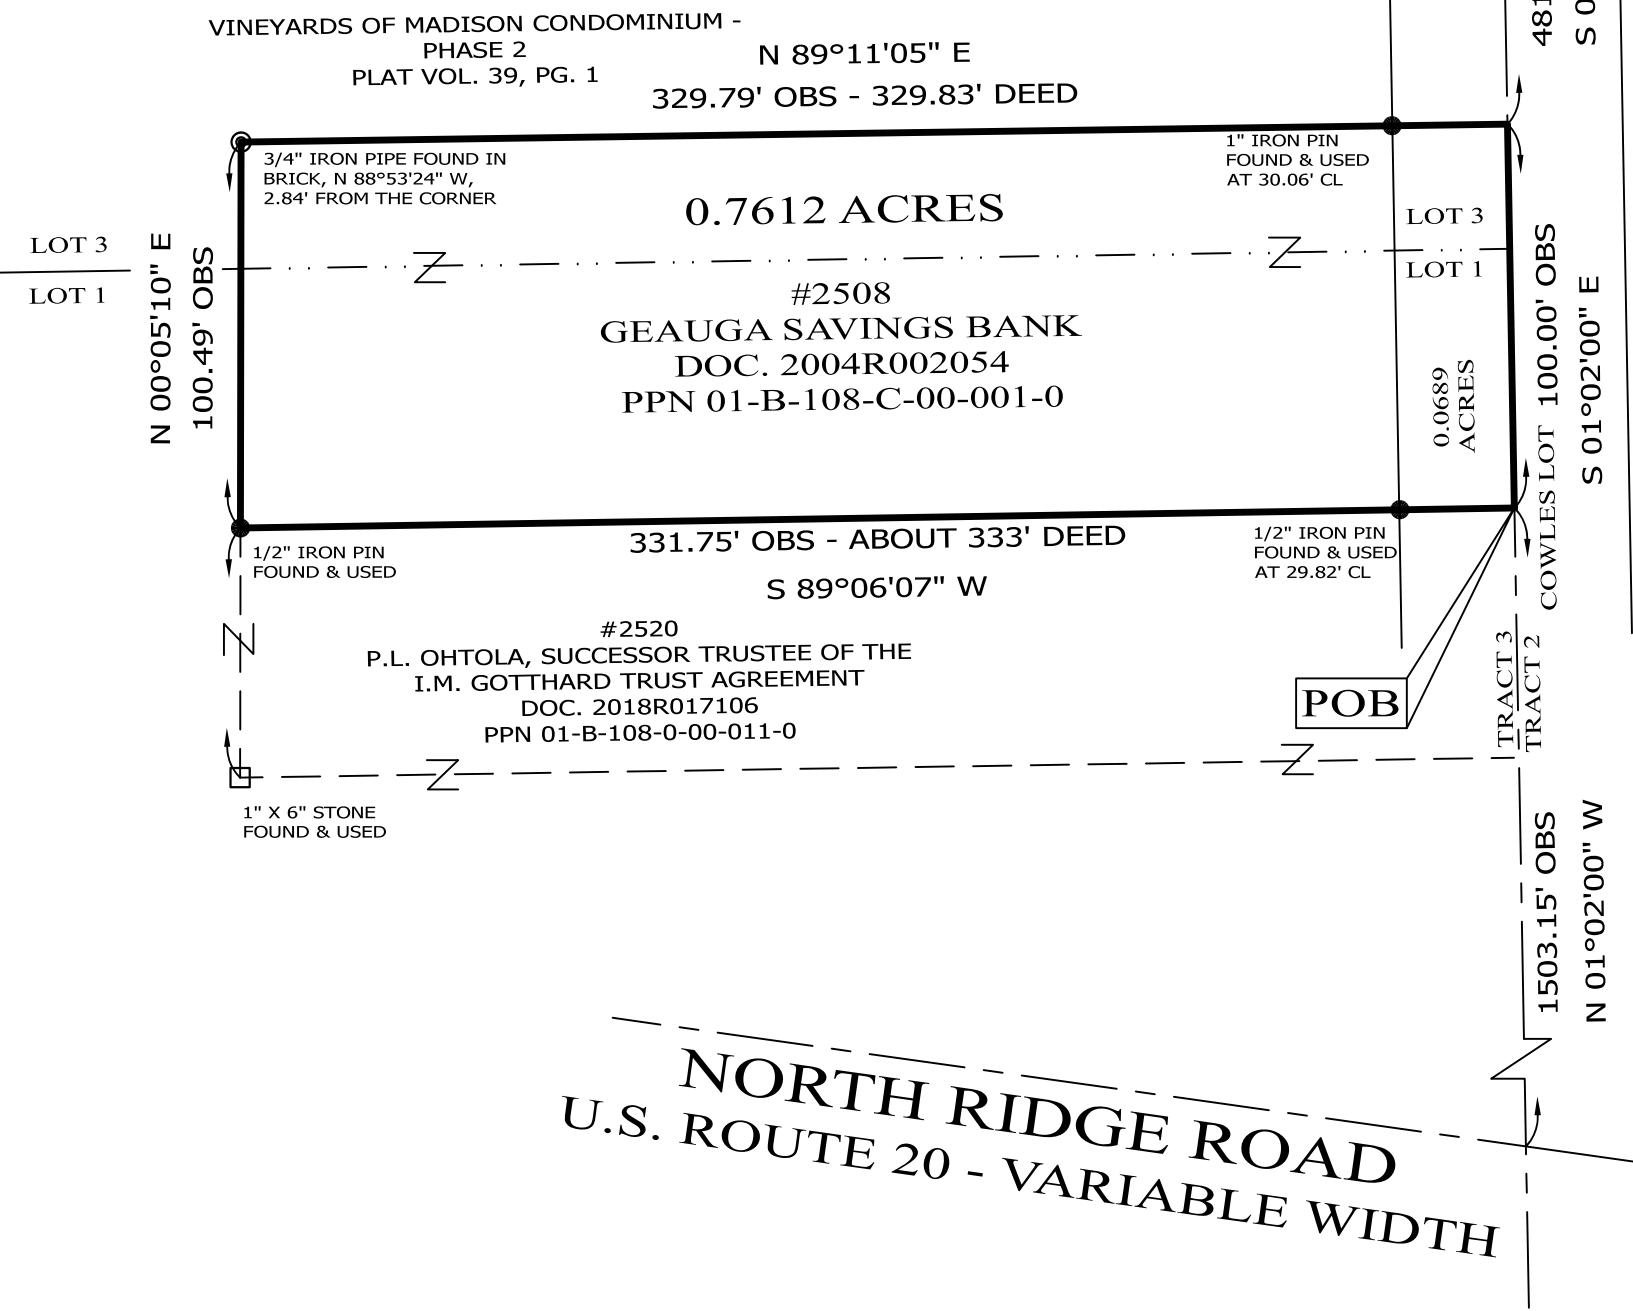 VINEYARDS OF MADISON CONDOMINIUM -
PHASE 2
PLAT VOL. 39, PG. 1
N 89°11'05" E
329.79' OBS - 329.83' DEED
481
S 0
3/4" IRON PIPE FOUND IN
BRICK, N 88°53'24" W,
2.84' FROM THE CORNER
1" IRON PIN
FOUND & USED
AT 30.06' CL
0.7612 ACRES
LOT 3
LOT 1
LOT 3
LOT 1
N 00°05'10" E
100.49' OBS
#2508
GEAUGA SAVINGS BANK
DOC. 2004R002054
PPN 01-B-108-C-00-001-0
0.0689
ACRES
100.00' OBS
S 01°02'00" E
COWLES LOT
331.75' OBS - ABOUT 333' DEED
S 89°06'07" W
1/2" IRON PIN
FOUND & USED
1/2" IRON PIN
FOUND & USED
AT 29.82' CL
#2520
P.L. OHTOLA, SUCCESSOR TRUSTEE OF THE
I.M. GOTTHARD TRUST AGREEMENT
DOC. 2018R017106
PPN 01-B-108-0-00-011-0
POB
TRACT 3
TRACT 2
1" X 6" STONE
FOUND & USED
1503.15' OBS
N 01°02'00" W
NORTH RIDGE ROAD
U.S. ROUTE 20 - VARIABLE WIDTH